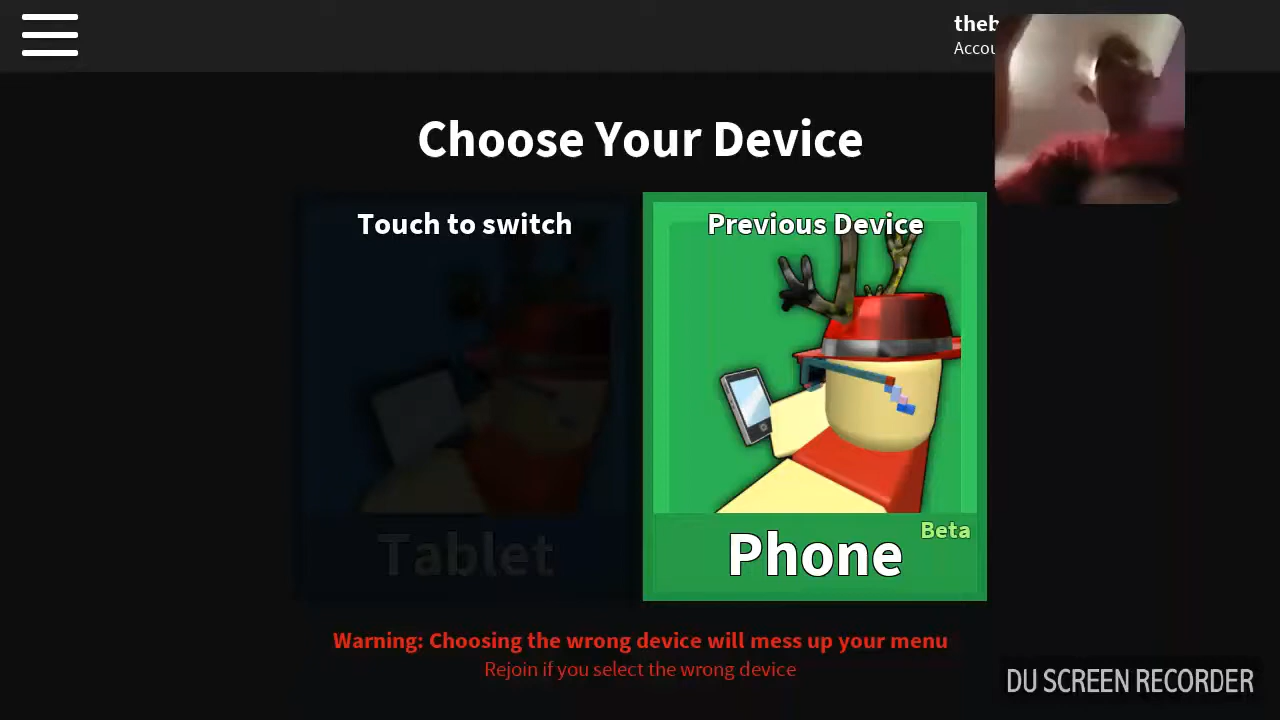 theb
Accou
Choose Your Device
Touch to switch
Previous Device
Tablet
Phone
Beta
Warning: Choosing the wrong device will mess up your menu
Rejoin if you select the wrong device
DU SCREEN RECORDER